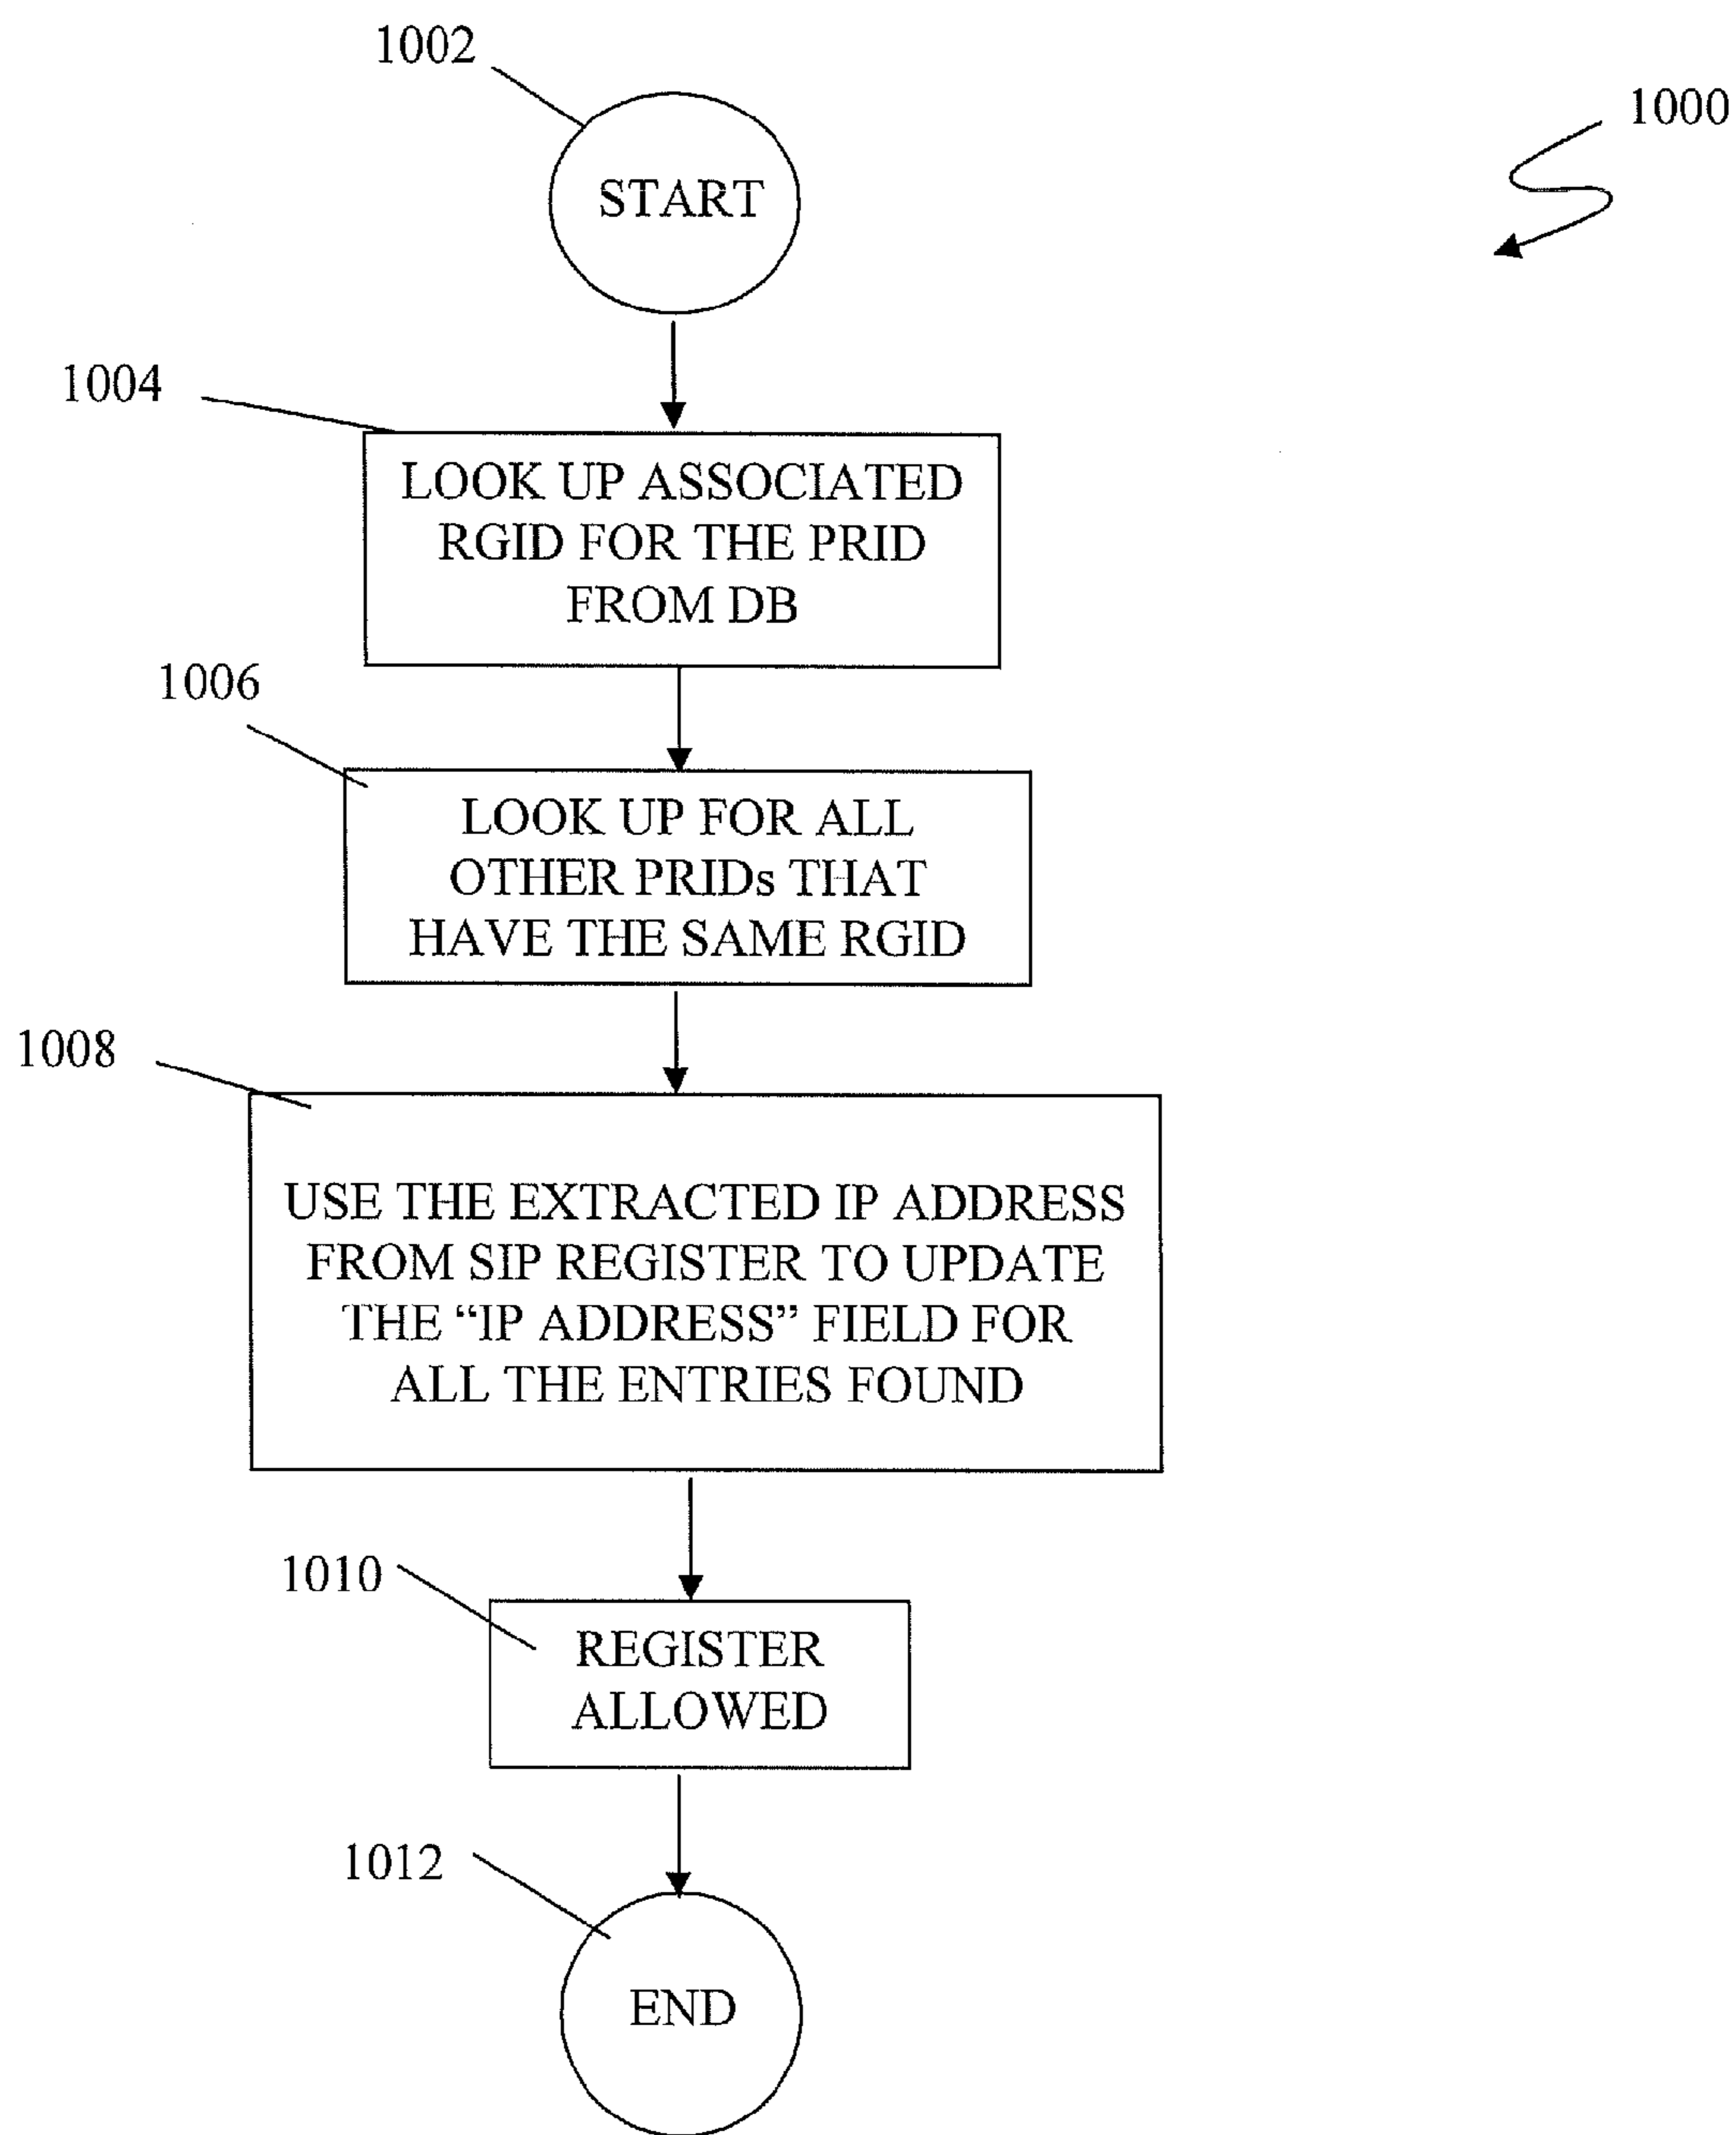 1002
1000
START
1004
LOOK UP ASSOCIATED
RGID FOR THE PRID
FROM DB
1006
LOOK UP FOR ALL
OTHER PRIDs THAT
HAVE THE SAME RGID
1008
USE THE EXTRACTED IP ADDRESS
FROM SIP REGISTER TO UPDATE
THE “IP ADDRESS” FIELD FOR
ALL THE ENTRIES FOUND
1010
REGISTER
ALLOWED
1012
END